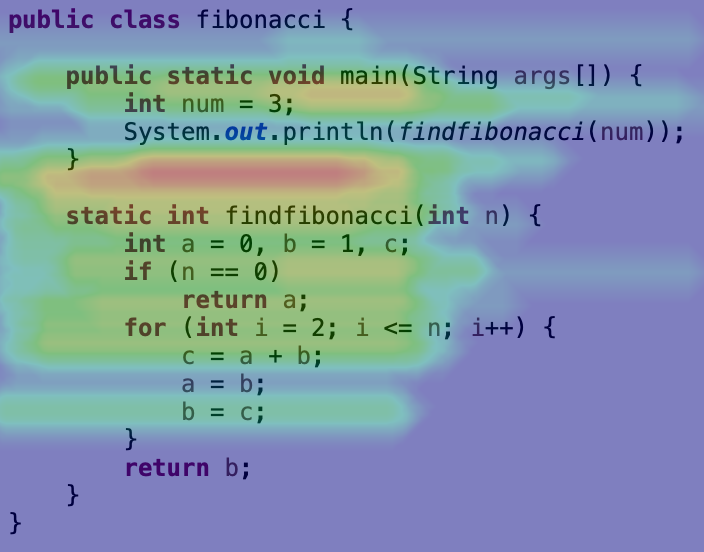 public class fibonacci {
public static void main(String args[]) {
int num = 3;
System.out.println(findfibonacci(num));
}
static int findfibonacci(int n) {
int a = 0, b = 1, c;
if (n == 0)
return a;
for (int i = 2; i <= n; i++) {
c = a + b;
a = b;
b = c;
}
return b;
}
}